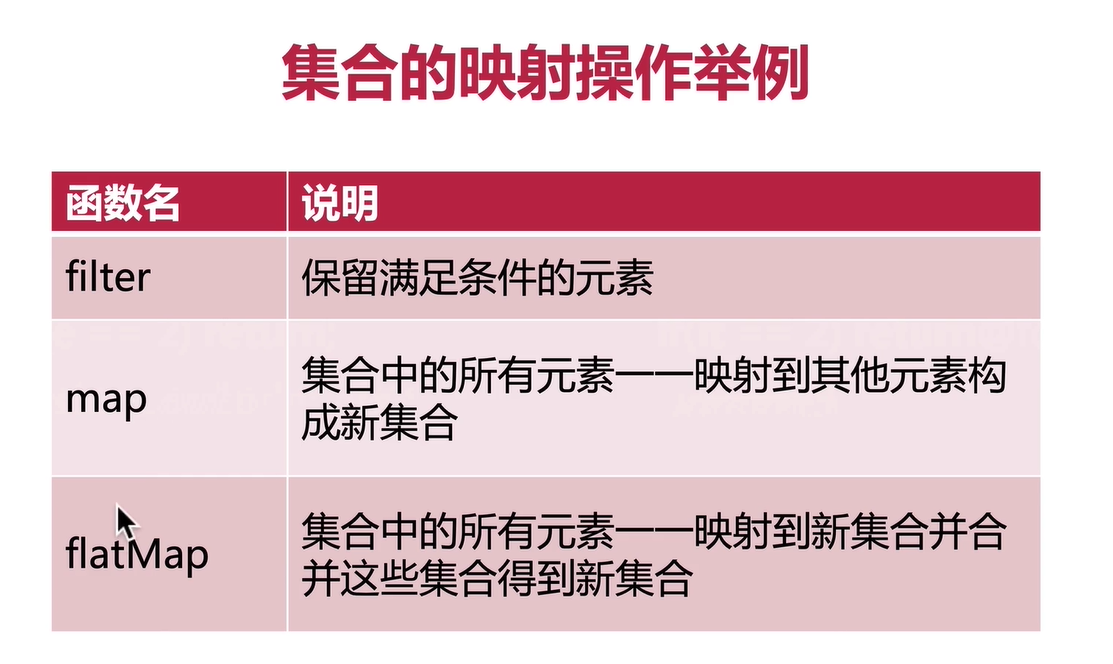 集合的映射操作举例
函数名
说明
filter
保留满足条件的元素
map
集合中的所有元素一一映射到其他元素构
成新集合
flatMap
集合中的所有元素一一映射到新集合并合
并这些集合得到新集合